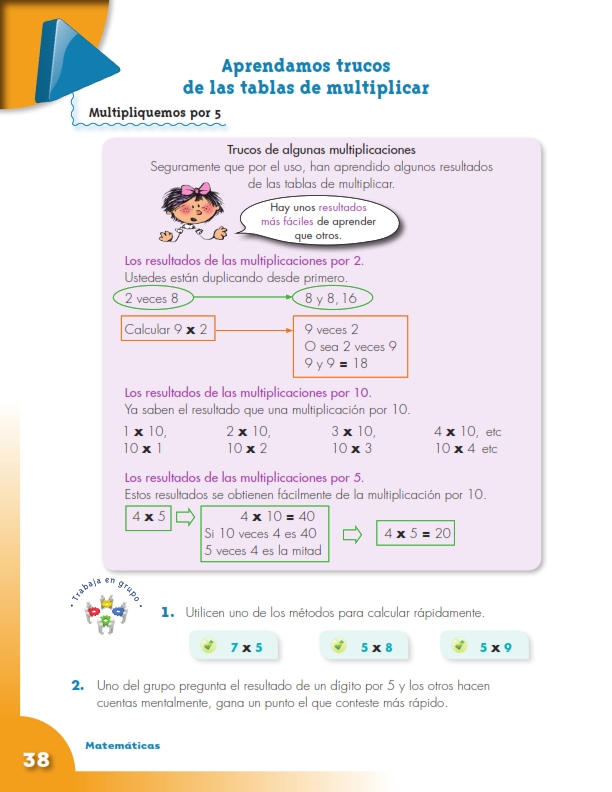 Aprendamos trucos
de las tablas de multiplicar
Multipliquemos por 5
Trucos de algunas multiplicaciones
Seguramente que por el uso, han aprendido algunos resultados
de las tablas de multiplicar.
Hay unos resultados
más fáciles de aprender
que otros.
Los resultados de las multiplicaciones por 2.
Ustedes están duplicando desde primero.
2 veces 8
8 y 8, 16
Calcular 9 x 2
9 veces 2
O sea 2 veces 9
9 y 9 = 18
Los resultados de las multiplicaciones por 10.
Ya saben el resultado que una multiplicación por 10.
1 x 10, 2 x 10, 3 x 10, 4 x 10, etc
10 x 1 10 x 2 10 x 3 10 x 4 etc
Los resultados de las multiplicaciones por 5.
Estos resultados se obtienen fácilmente de la multiplicación por 10.
4 x 5
4 x 10 = 40
Si 10 veces 4 es 40
5 veces 4 es la mitad
4 x 5 = 20
• Trabaja en grupo •
1. Utilicen uno de los métodos para calcular rápidamente.
7 x 5 5 x 8 5 x 9
2. Uno del grupo pregunta el resultado de un dígito por 5 y los otros hacen
cuentas mentalmente, gana un punto el que conteste más rápido.
Matemáticas
38